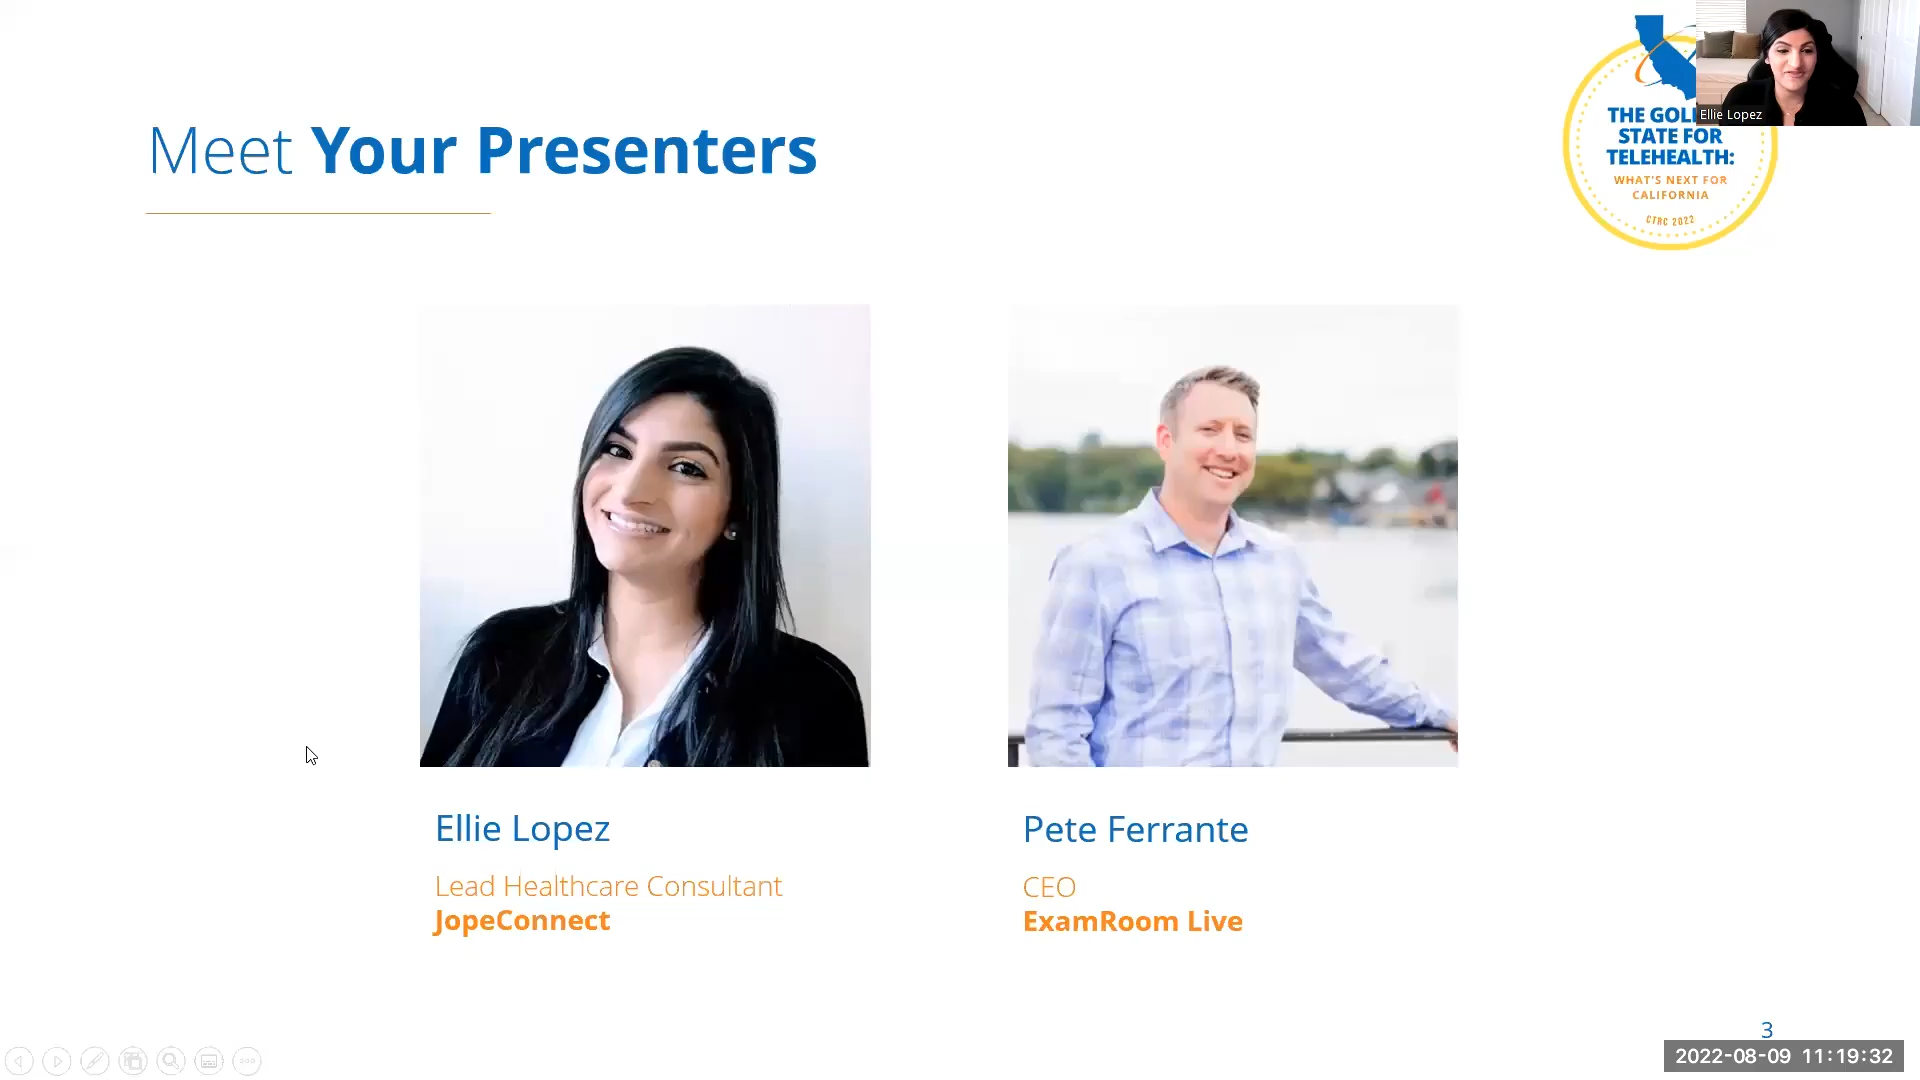 Meet Your Presenters
Ellie Lopez
THE GOL
STATE FOR
TELEHEALTH:
WHAT'S NEXT FOR
CALIFORNIA
CTRC 2022
Ellie Lopez
Lead Healthcare Consultant
JopeConnect
Pete Ferrante
CEO
ExamRoom Live
3
2022-08-09 11:19:32